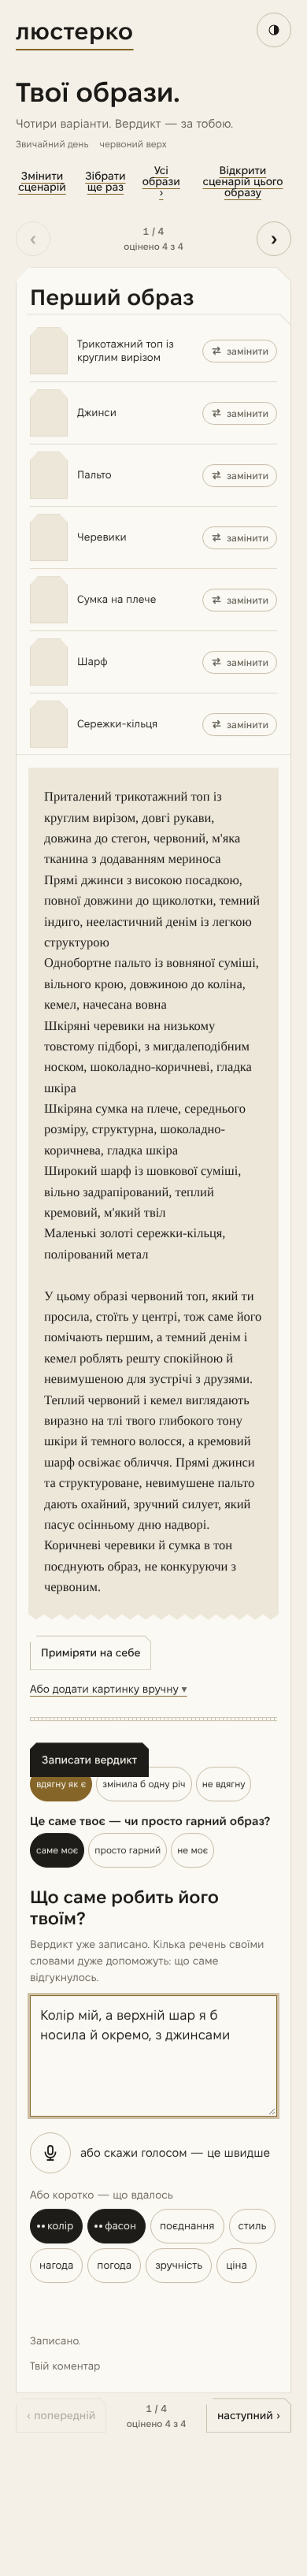 люстерко
Твої образи.
Чотири варіанти. Вердикт — за тобою.
Звичайний день червоний верх
Змінити
сценарій
Зібрати
ще раз
Усі
образи
›
Відкрити
сценарій цього
образу
‹
1 / 4
оцінено 4 з 4
›
Перший образ
Трикотажний топ із
круглим вирізом
⇄ замінити
Джинси
⇄ замінити
Пальто
⇄ замінити
Черевики
⇄ замінити
Сумка на плече
⇄ замінити
Шарф
⇄ замінити
Сережки-кільця
⇄ замінити
Приталений трикотажний топ із
круглим вирізом, довгі рукави,
довжина до стегон, червоний, м'яка
тканина з додаванням мериноса
Прямі джинси з високою посадкою,
повної довжини до щиколотки, темний
індиго, нееластичний денім із легкою
структурою
Однобортне пальто із вовняної суміші,
вільного крою, довжиною до коліна,
кемел, начесана вовна
Шкіряні черевики на низькому
товстому підборі, з мигдалеподібним
носком, шоколадно-коричневі, гладка
шкіра
Шкіряна сумка на плече, середнього
розміру, структурна, шоколадно-
коричнева, гладка шкіра
Широкий шарф із шовкової суміші,
вільно задрапірований, теплий
кремовий, м'який твіл
Маленькі золоті сережки-кільця,
полірований метал
У цьому образі червоний топ, який ти
просила, стоїть у центрі, тож саме його
помічають першим, а темний денім і
кемел роблять решту спокійною й
невимушеною для зустрічі з друзями.
Теплий червоний і кемел виглядають
виразно на тлі твого глибокого тону
шкіри й темного волосся, а кремовий
шарф освіжає обличчя. Прямі джинси
та структуроване, невимушене пальто
дають охайний, зручний силует, який
пасує осінньому дню надворі.
Коричневі черевики й сумка в тон
поєднують образ, не конкуруючи з
червоним.
Приміряти на себе
Або додати картинку вручну ▾
Записати вердикт
вдягну як є
змінила б одну річ
не вдягну
Це саме твоє — чи просто гарний образ?
саме моє
просто гарний
не моє
Що саме робить його
твоїм?
Вердикт уже записано. Кілька речень своїми
словами дуже допоможуть: що саме
відгукнулось.
Колір мій, а верхній шар я б
носила й окремо, з джинсами
або скажи голосом — це швидше
Або коротко — що вдалось
колір
фасон
поєднання
стиль
нагода
погода
зручність
ціна
Записано.
Твій коментар
‹ попередній
1 / 4
оцінено 4 з 4
наступний ›